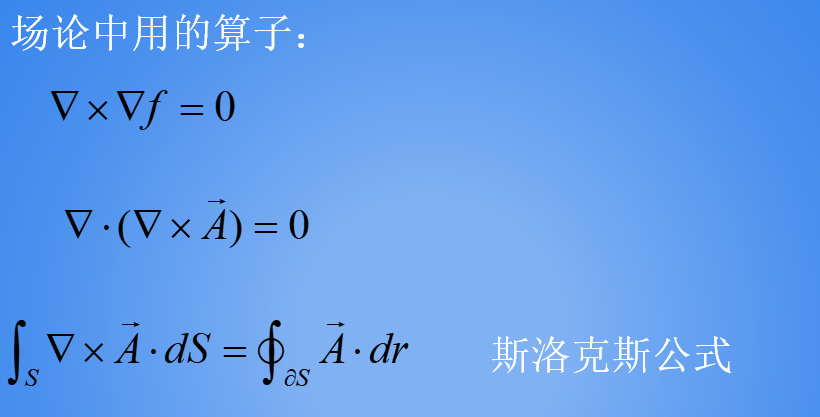 场论中用的算子：
∇×∇f = 0
∇·(∇×A⃗) = 0
∫_S ∇×A⃗·dS = ∮_∂S A⃗·dr 斯洛克斯公式